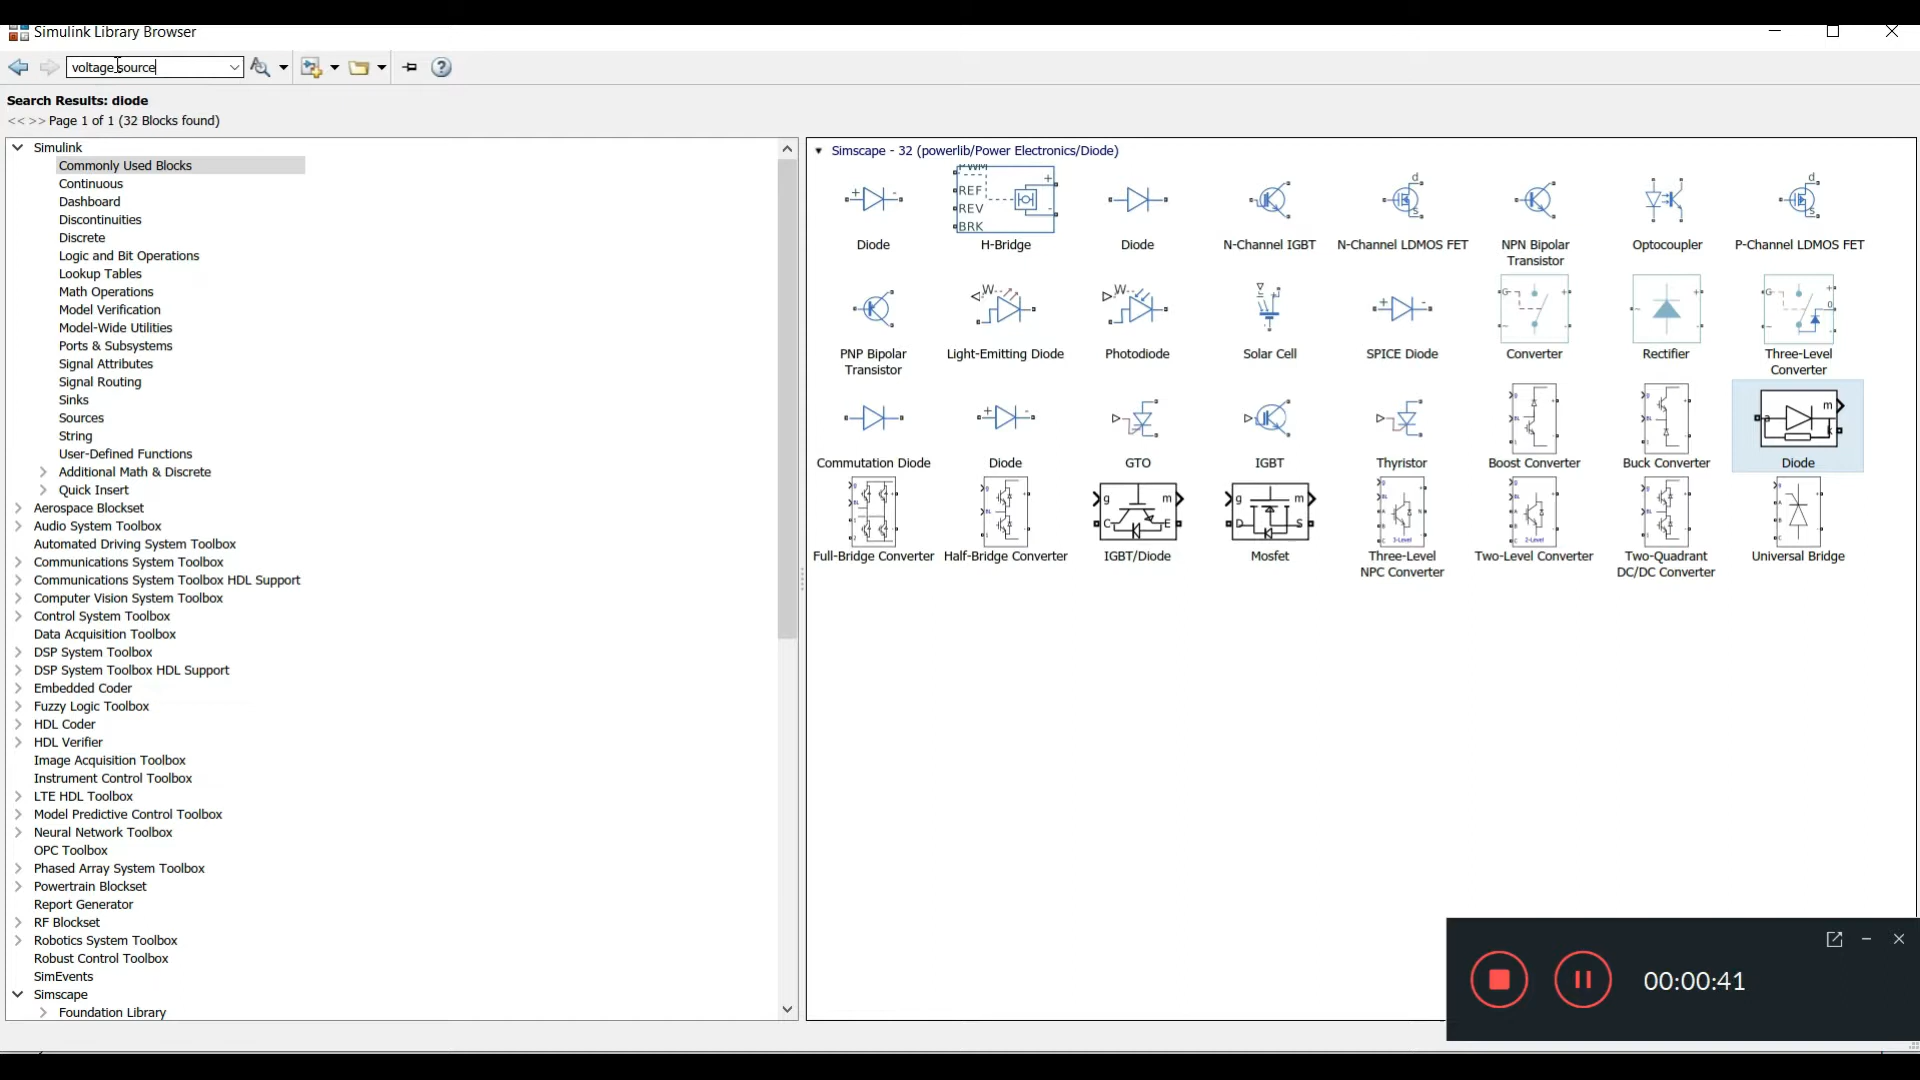 Simulink Library Browser
voltage source
Search Results: diode
<< >> Page 1 of 1 (32 Blocks found)
Simulink
Commonly Used Blocks
Continuous
Dashboard
Discontinuities
Discrete
Logic and Bit Operations
Lookup Tables
Math Operations
Model Verification
Model-Wide Utilities
Ports & Subsystems
Signal Attributes
Signal Routing
Sinks
Sources
String
User-Defined Functions
Additional Math & Discrete
Quick Insert
Aerospace Blockset
Audio System Toolbox
Automated Driving System Toolbox
Communications System Toolbox
Communications System Toolbox HDL Support
Computer Vision System Toolbox
Control System Toolbox
Data Acquisition Toolbox
DSP System Toolbox
DSP System Toolbox HDL Support
Embedded Coder
Fuzzy Logic Toolbox
HDL Coder
HDL Verifier
Image Acquisition Toolbox
Instrument Control Toolbox
LTE HDL Toolbox
Model Predictive Control Toolbox
Neural Network Toolbox
OPC Toolbox
Phased Array System Toolbox
Powertrain Blockset
Report Generator
RF Blockset
Robotics System Toolbox
Robust Control Toolbox
SimEvents
Simscape
Foundation Library
Simscape - 32 (powerlib/Power Electronics/Diode)
PWM
REF
REV
BRK
d
s
d
s
Diode
H-Bridge
Diode
N-Channel IGBT
N-Channel LDMOS FET
NPN Bipolar
Transistor
Optocoupler
P-Channel LDMOS FET
W
W
G
G
0
PNP Bipolar
Transistor
Light-Emitting Diode
Photodiode
Solar Cell
SPICE Diode
Converter
Rectifier
Three-Level
Converter
m
a
k
Commutation Diode
Diode
GTO
IGBT
Thyristor
Boost Converter
Buck Converter
Diode
g
m
C
E
g
m
D
S
3-Level
2-Level
Full-Bridge Converter
Half-Bridge Converter
IGBT/Diode
Mosfet
Three-Level
NPC Converter
Two-Level Converter
Two-Quadrant
DC/DC Converter
Universal Bridge
00:00:41